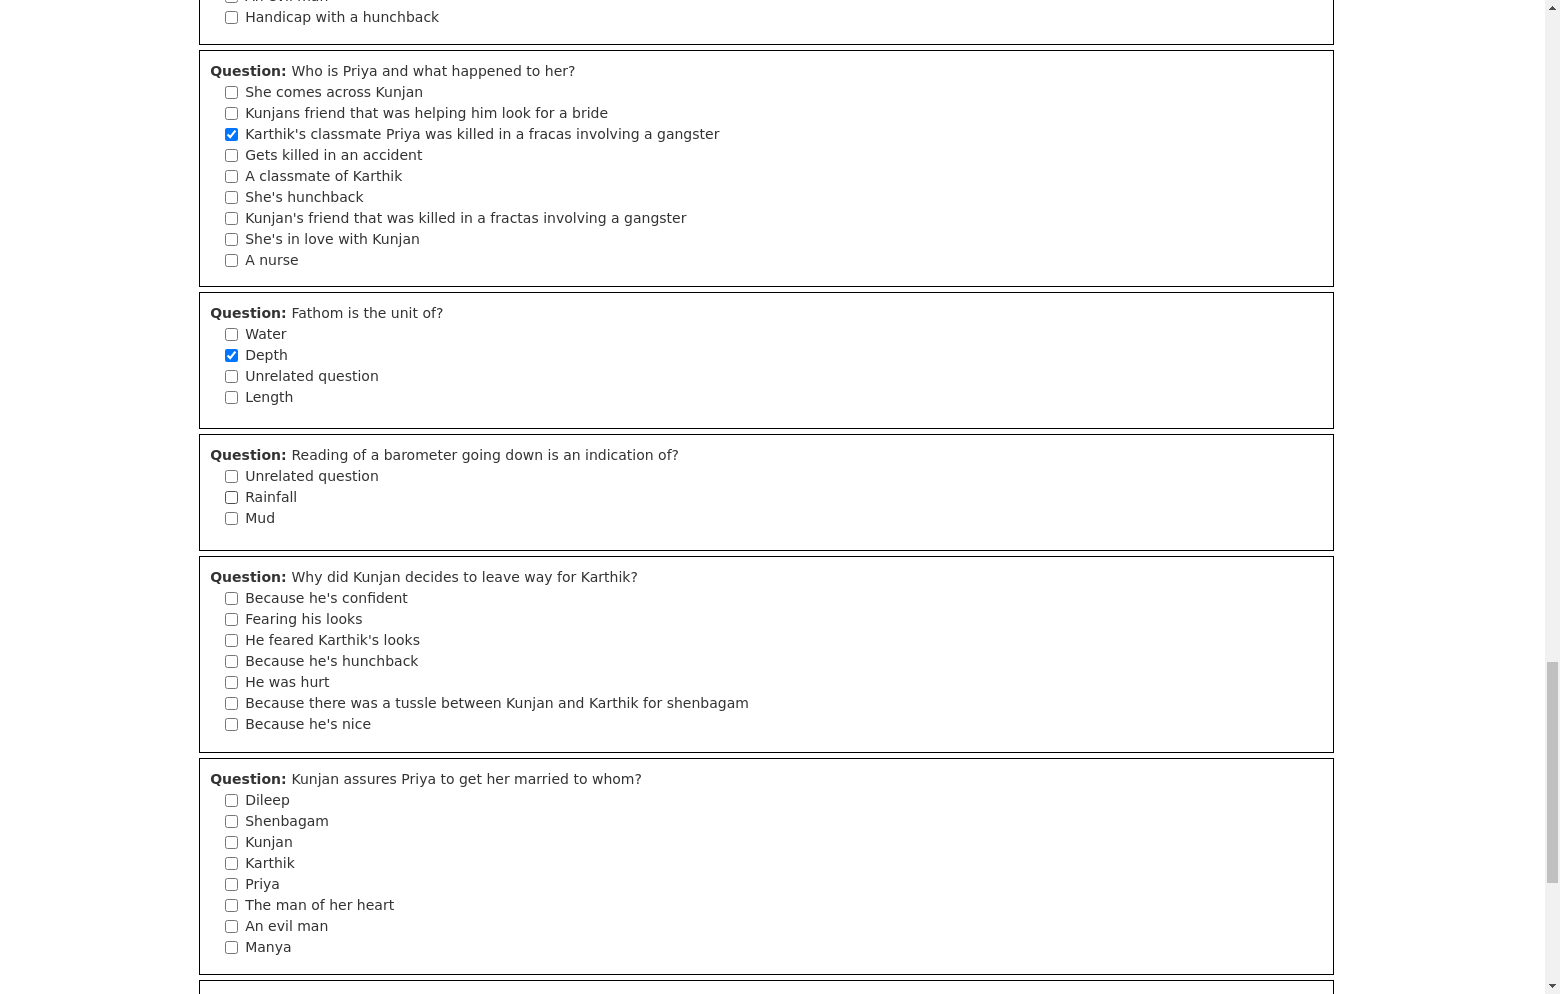 Handicap with a hunchback
Question: Who is Priya and what happened to her?
She comes across Kunjan
Kunjans friend that was helping him look for a bride
Karthik's classmate Priya was killed in a fracas involving a gangster
Gets killed in an accident
A classmate of Karthik
She's hunchback
Kunjan's friend that was killed in a fractas involving a gangster
She's in love with Kunjan
A nurse
Question: Fathom is the unit of?
Water
Depth
Unrelated question
Length
Question: Reading of a barometer going down is an indication of?
Unrelated question
Rainfall
Mud
Question: Why did Kunjan decides to leave way for Karthik?
Because he's confident
Fearing his looks
He feared Karthik's looks
Because he's hunchback
He was hurt
Because there was a tussle between Kunjan and Karthik for shenbagam
Because he's nice
Question: Kunjan assures Priya to get her married to whom?
Dileep
Shenbagam
Kunjan
Karthik
Priya
The man of her heart
An evil man
Manya